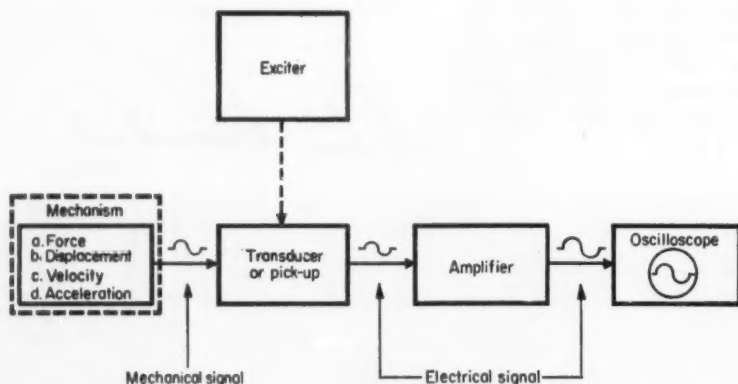 Exciter
Mechanism
a. Force
b. Displacement
c. Velocity
d. Acceleration
Transducer
or pick-up
Amplifier
Oscilloscope
Mechanical signal
Electrical signal